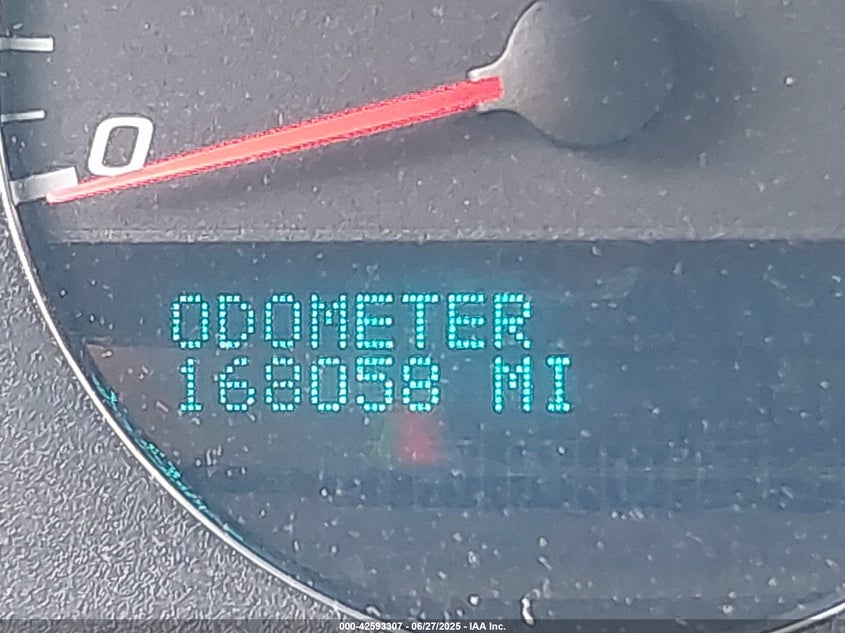 0
ODOMETER
168058 MI
000-42593307 - 06/27/2025 - IAA Inc.